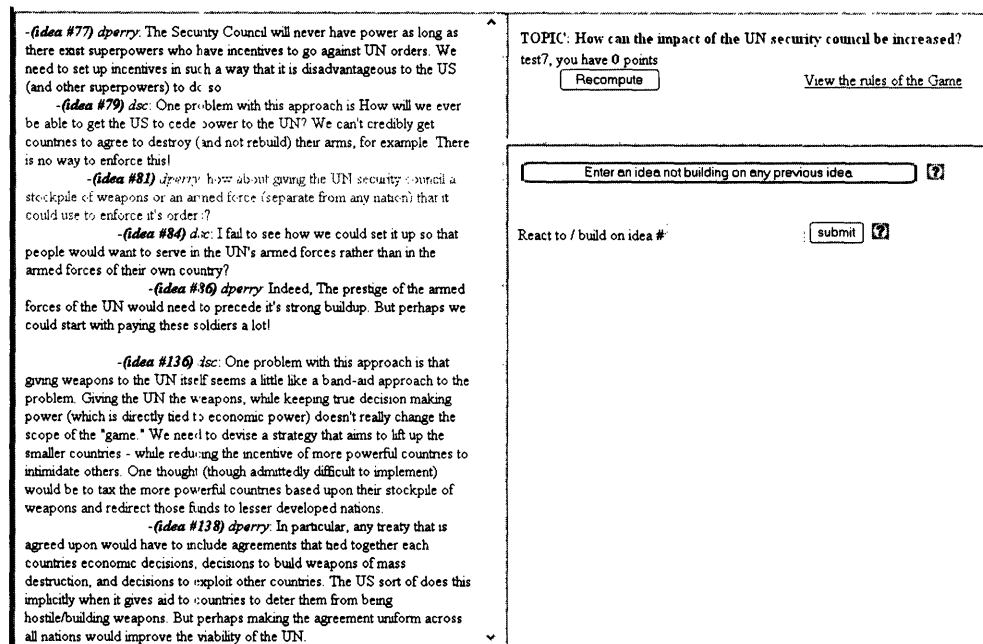 -(idea #77) dperry: The Security Council will never have power as long as
there exist superpowers who have incentives to go against UN orders. We
need to set up incentives in such a way that it is disadvantageous to the US
(and other superpowers) to do so
-(idea #79) dsc: One problem with this approach is How will we ever
be able to get the US to cede power to the UN? We can't credibly get
countries to agree to destroy (and not rebuild) their arms, for example There
is no way to enforce this!
-(idea #81) dperry: how about giving the UN security council a
stockpile of weapons or an armed force (separate from any nation) that it
could use to enforce it's orders?
-(idea #84) dsc: I fail to see how we could set it up so that
people would want to serve in the UN's armed forces rather than in the
armed forces of their own country?
-(idea #86) dperry Indeed, The prestige of the armed
forces of the UN would need to precede it's strong buildup. But perhaps we
could start with paying these soldiers a lot!
-(idea #136) dsc: One problem with this approach is that
giving weapons to the UN itself seems a little like a band-aid approach to the
problem. Giving the UN the weapons, while keeping true decision making
power (which is directly tied to economic power) doesn't really change the
scope of the "game." We need to devise a strategy that aims to lift up the
smaller countries - while reducing the incentive of more powerful countries to
intimidate others. One thought (though admittedly difficult to implement)
would be to tax the more powerful countries based upon their stockpile of
weapons and redirect those funds to lesser developed nations.
-(idea #138) dperry: In particular, any treaty that is
agreed upon would have to include agreements that tied together each
countries economic decisions, decisions to build weapons of mass
destruction, and decisions to exploit other countries. The US sort of does this
implicitly when it gives aid to countries to deter them from being
hostile/building weapons. But perhaps making the agreement uniform across
all nations would improve the viability of the UN.
TOPIC: How can the impact of the UN security council be increased?
test7, you have 0 points
Recompute View the rules of the Game
Enter an idea not building on any previous idea ?
React to / build on idea # submit ?